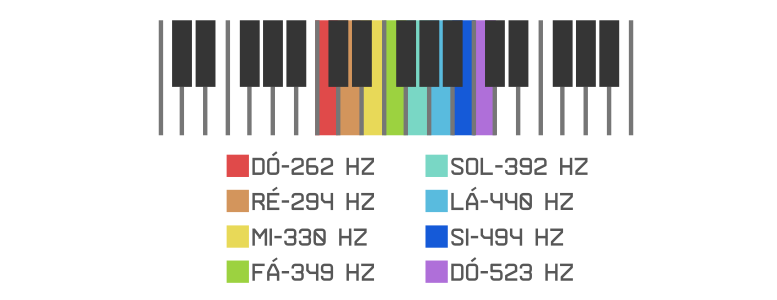 DÓ-262 HZ
RÉ-294 HZ
MI-330 HZ
FÁ-349 HZ
SOL-392 HZ
LÁ-440 HZ
SI-494 HZ
DÓ-523 HZ